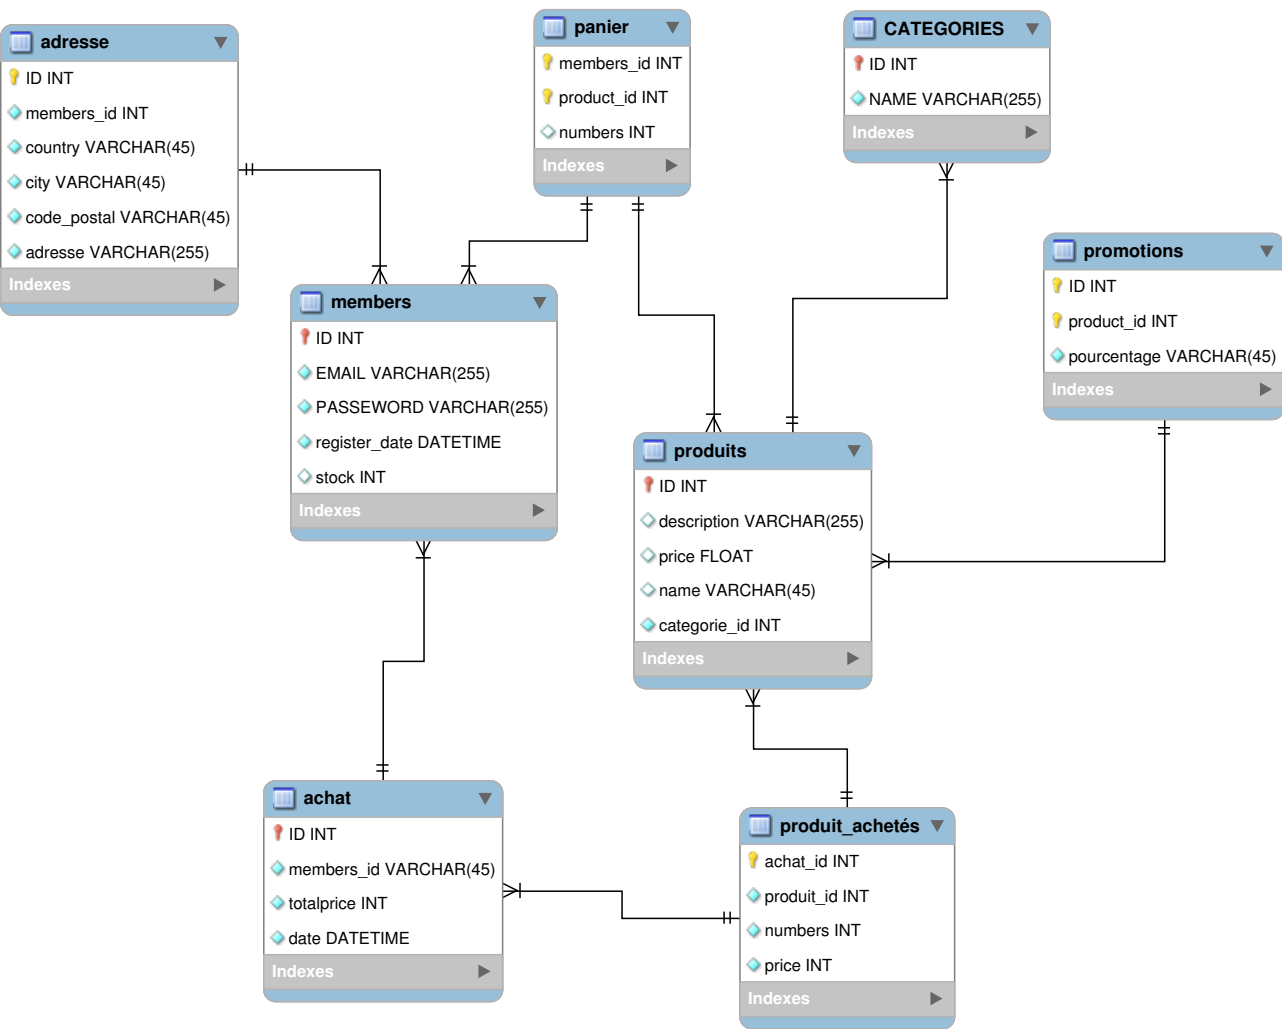 adresse
ID INT
members_id INT
country VARCHAR(45)
city VARCHAR(45)
code_postal VARCHAR(45)
adresse VARCHAR(255)
Indexes
panier
members_id INT
product_id INT
numbers INT
Indexes
CATEGORIES
ID INT
NAME VARCHAR(255)
Indexes
promotions
ID INT
product_id INT
pourcentage VARCHAR(45)
Indexes
members
ID INT
EMAIL VARCHAR(255)
PASSEWORD VARCHAR(255)
register_date DATETIME
stock INT
Indexes
produits
ID INT
description VARCHAR(255)
price FLOAT
name VARCHAR(45)
categorie_id INT
Indexes
achat
ID INT
members_id VARCHAR(45)
totalprice INT
date DATETIME
Indexes
produit_achetés
achat_id INT
produit_id INT
numbers INT
price INT
Indexes